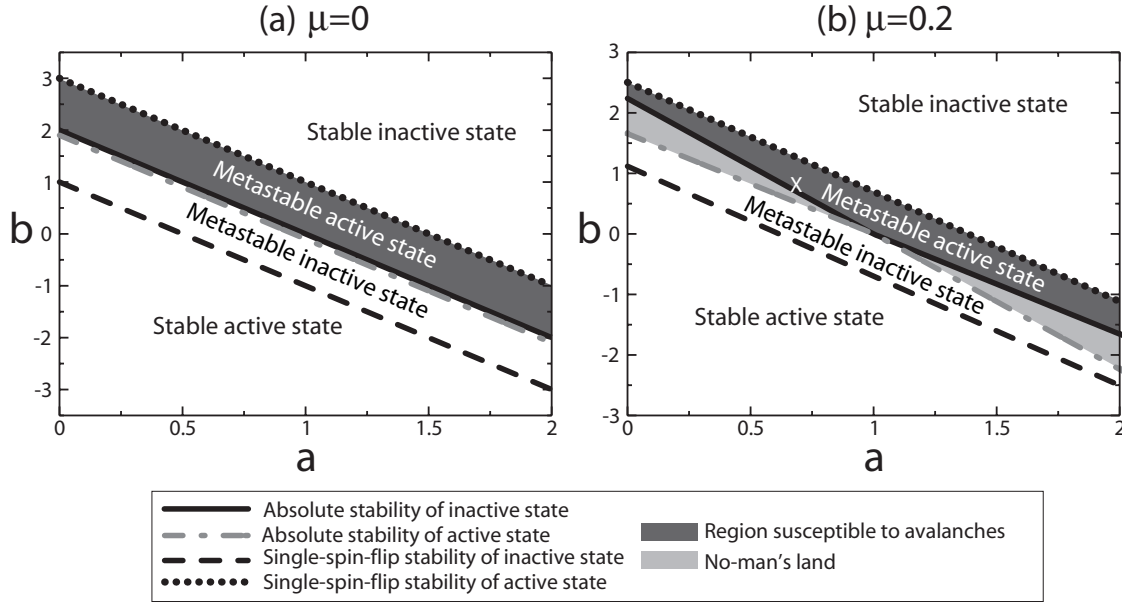 (a) μ=0
(b) μ=0.2
3
2
1
0
-1
-2
-3
b
0
0.5
1
1.5
2
a
Stable inactive state
Metastable active state
Metastable inactive state
Stable active state
3
2
1
0
-1
-2
-3
b
0
0.5
1
1.5
2
a
Stable inactive state
X
Metastable active state
Metastable inactive state
Stable active state
Absolute stability of inactive state
Absolute stability of active state
Single-spin-flip stability of inactive state
Single-spin-flip stability of active state
Region susceptible to avalanches
No-man's land